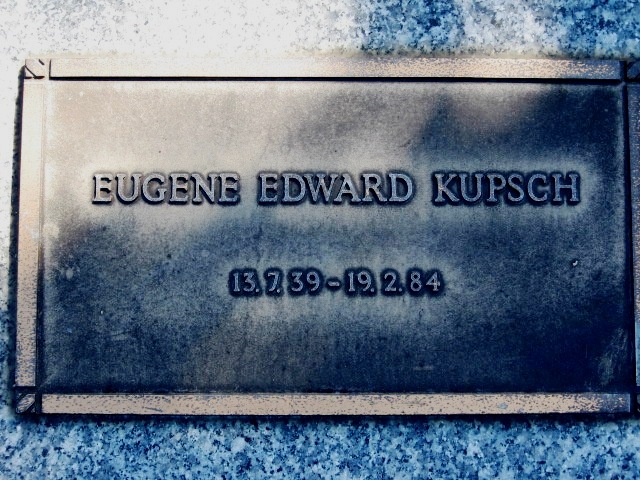 EUGENE EDWARD KUPSCH
13.7.39-19.2.84